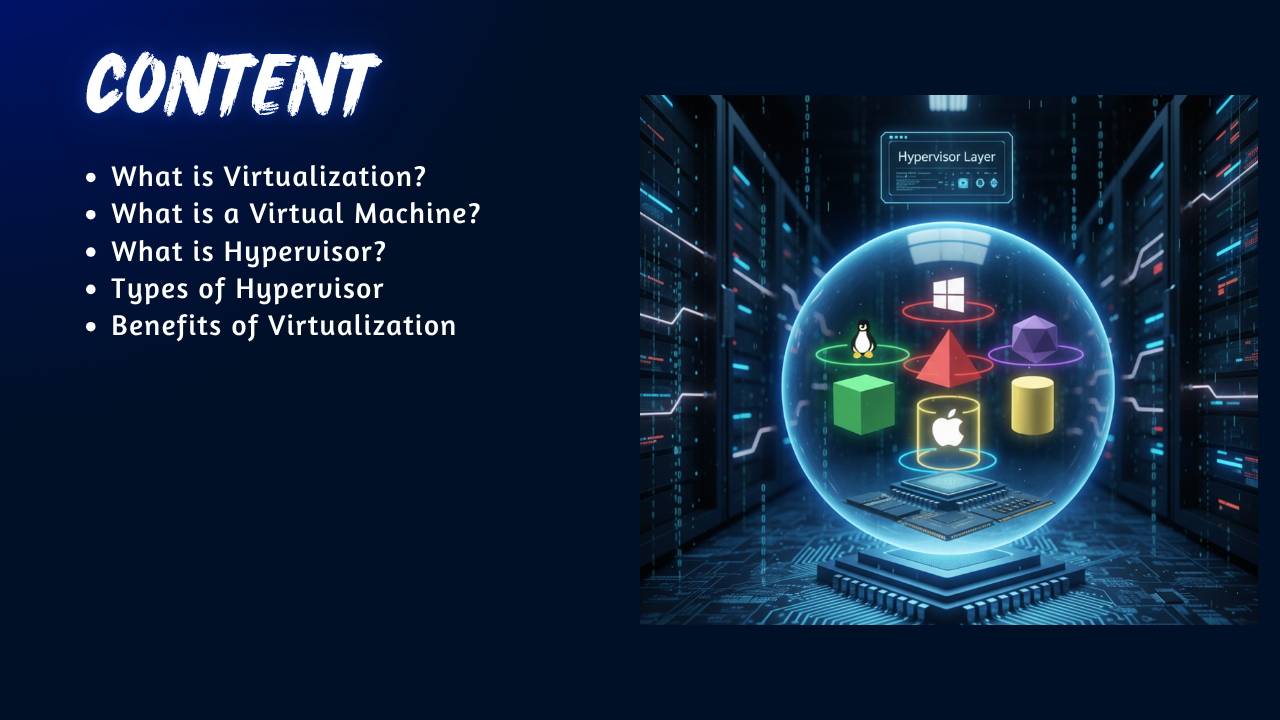 CONTENT
What is Virtualization?
What is a Virtual Machine?
What is Hypervisor?
Types of Hypervisor
Benefits of Virtualization
Hypervisor Layer